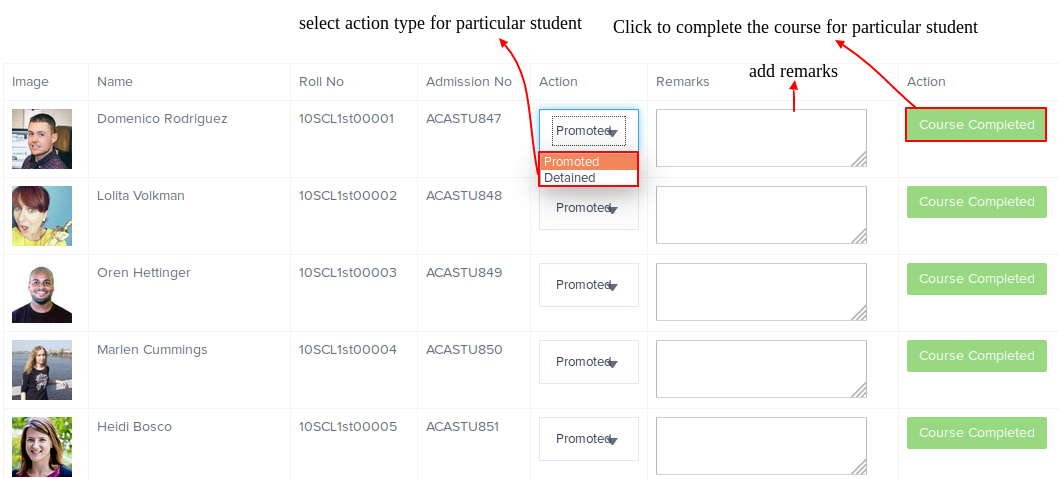 select action type for particular student
Click to complete the course for particular student
add remarks
Image Name Roll No Admission No Action Remarks Action
Domenico Rodriguez 10SCL1st00001 ACASTU847 Promoted Course Completed
Promoted
Detained
Lolita Volkman 10SCL1st00002 ACASTU848 Promoted Course Completed
Oren Hettinger 10SCL1st00003 ACASTU849 Promoted Course Completed
Marlen Cummings 10SCL1st00004 ACASTU850 Promoted Course Completed
Heidi Bosco 10SCL1st00005 ACASTU851 Promoted Course Completed